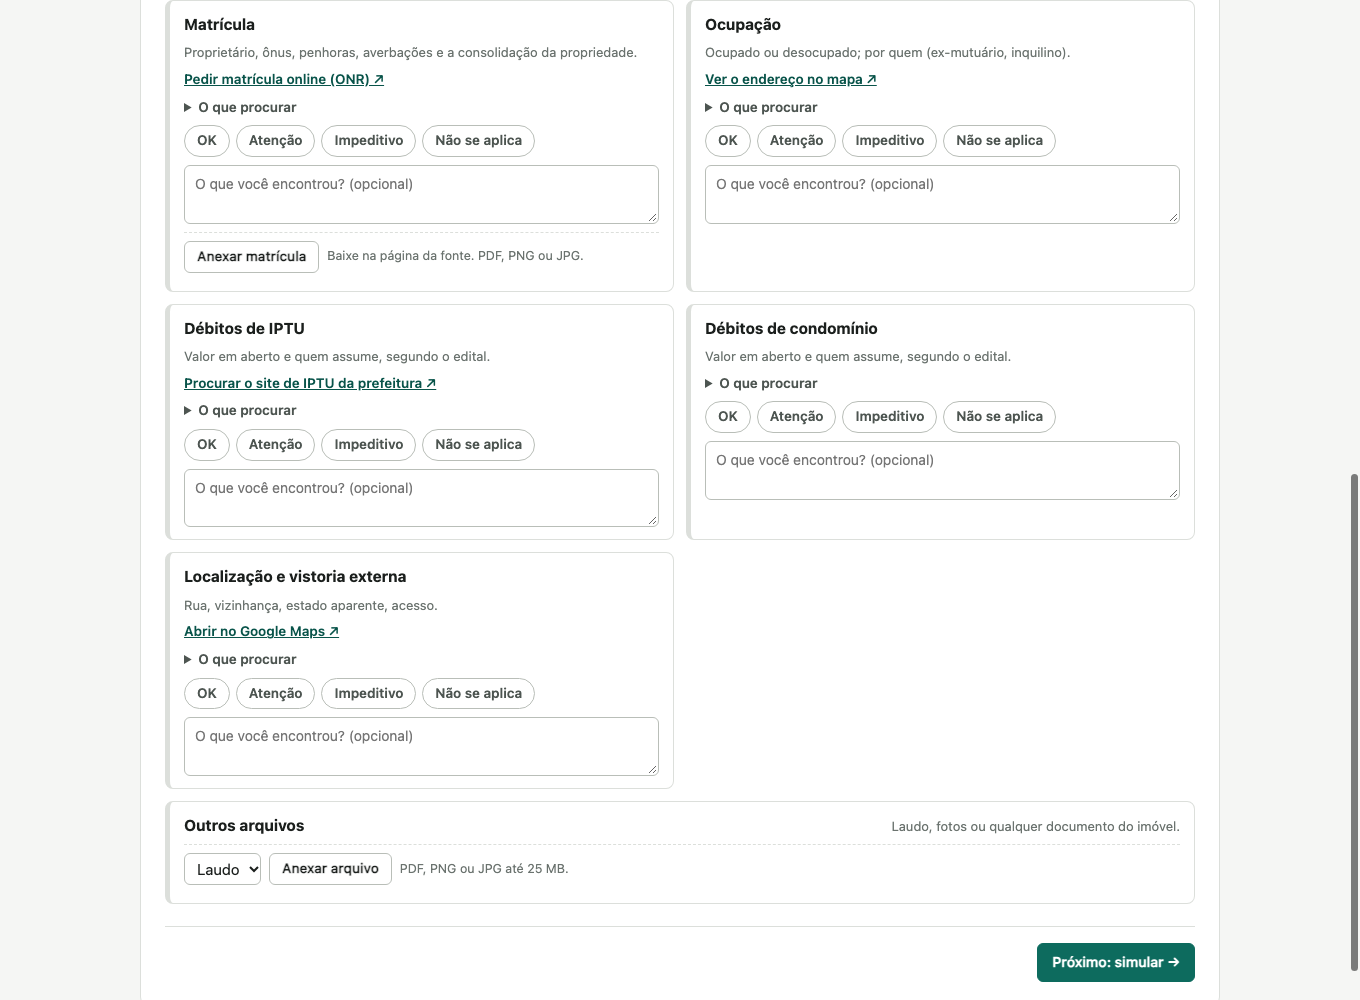 Matrícula
Proprietário, ônus, penhoras, averbações e a consolidação da propriedade.
Pedir matrícula online (ONR) ↗
▶ O que procurar
OK Atenção Impeditivo Não se aplica
O que você encontrou? (opcional)
Anexar matrícula Baixe na página da fonte. PDF, PNG ou JPG.
Ocupação
Ocupado ou desocupado; por quem (ex-mutuário, inquilino).
Ver o endereço no mapa ↗
▶ O que procurar
OK Atenção Impeditivo Não se aplica
O que você encontrou? (opcional)
Débitos de IPTU
Valor em aberto e quem assume, segundo o edital.
Procurar o site de IPTU da prefeitura ↗
▶ O que procurar
OK Atenção Impeditivo Não se aplica
O que você encontrou? (opcional)
Débitos de condomínio
Valor em aberto e quem assume, segundo o edital.
▶ O que procurar
OK Atenção Impeditivo Não se aplica
O que você encontrou? (opcional)
Localização e vistoria externa
Rua, vizinhança, estado aparente, acesso.
Abrir no Google Maps ↗
▶ O que procurar
OK Atenção Impeditivo Não se aplica
O que você encontrou? (opcional)
Outros arquivos Laudo, fotos ou qualquer documento do imóvel.
Laudo Anexar arquivo PDF, PNG ou JPG até 25 MB.
Próximo: simular →